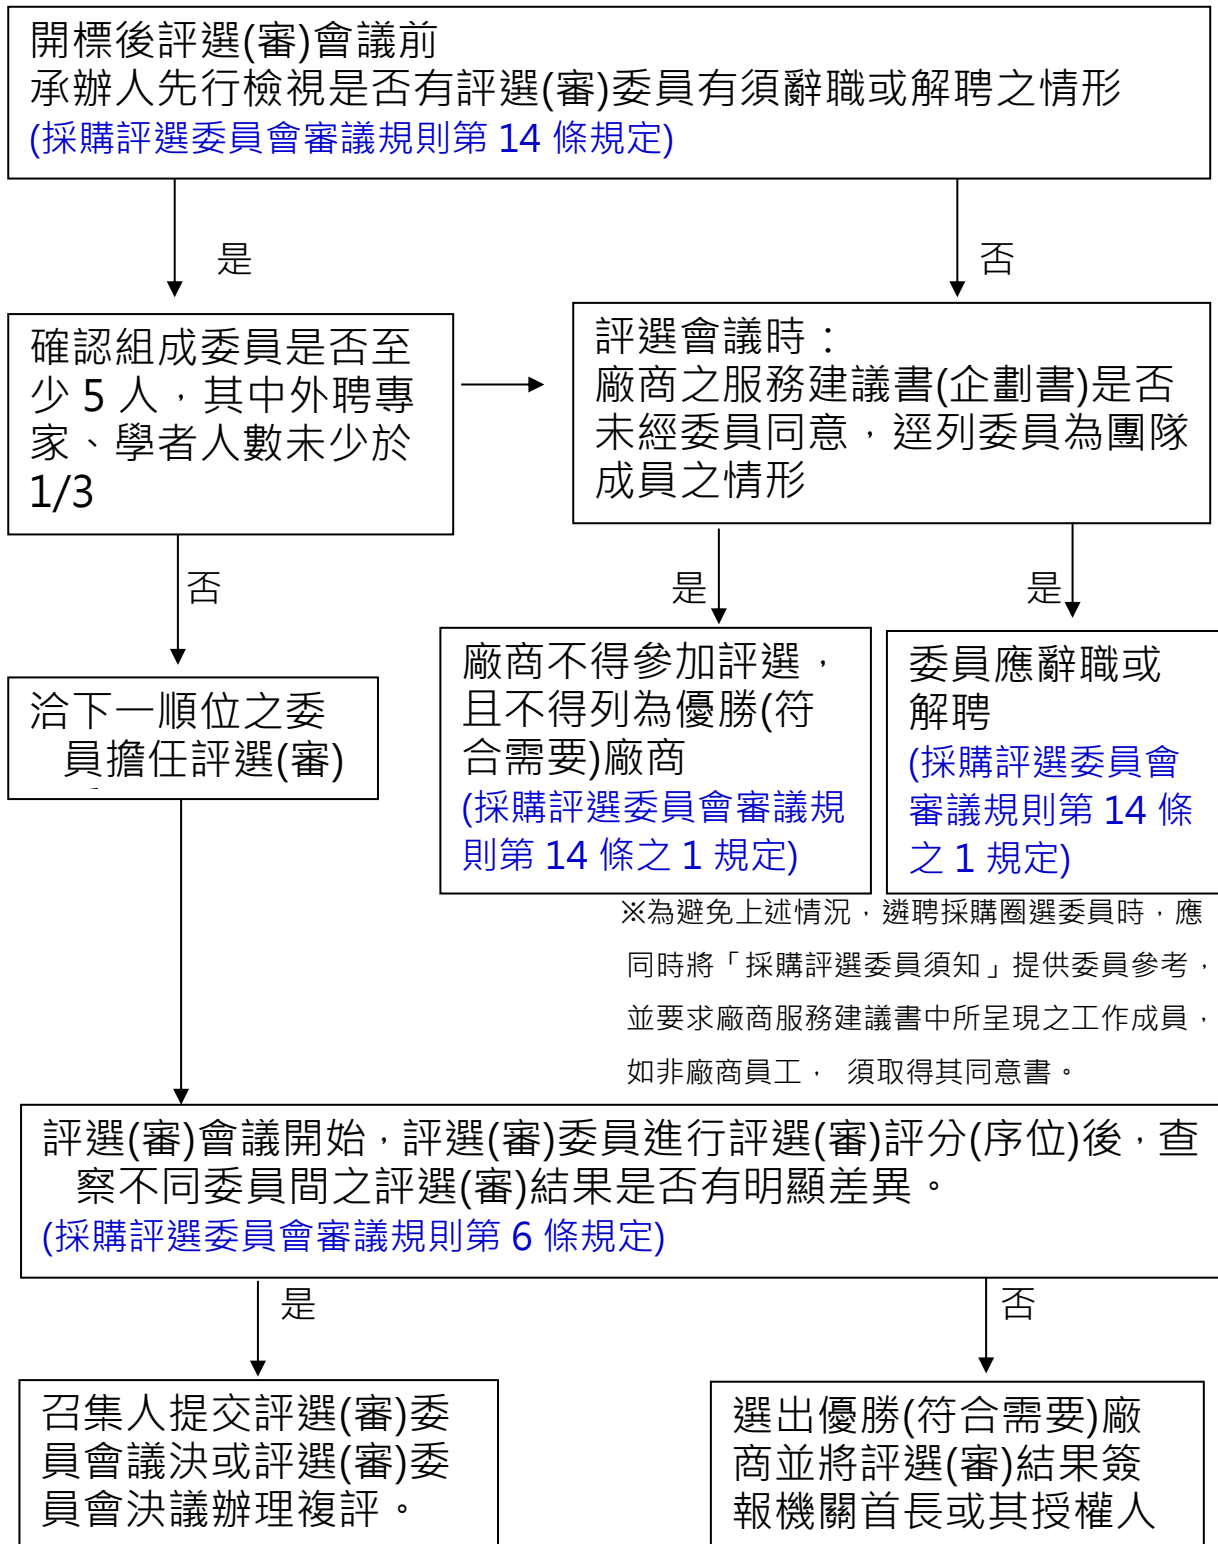 開標後評選(審)會議前
承辦人先行檢視是否有評選(審)委員有須辭職或解聘之情形
(採購評選委員會審議規則第 14 條規定)
是
否
確認組成委員是否至
少 5 人，其中外聘專
家、學者人數未少於
1/3
評選會議時：
廠商之服務建議書(企劃書)是否
未經委員同意，逕列委員為團隊
成員之情形
否
是
是
洽下一順位之委
員擔任評選(審)
廠商不得參加評選，
且不得列為優勝(符
合需要)廠商
(採購評選委員會審議規
則第 14 條之 1 規定)
委員應辭職或
解聘
(採購評選委員會
審議規則第 14 條
之 1 規定)
※為避免上述情況，遴聘採購圈選委員時，應
同時將「採購評選委員須知」提供委員參考，
並要求廠商服務建議書中所呈現之工作成員，
如非廠商員工， 須取得其同意書。
評選(審)會議開始，評選(審)委員進行評選(審)評分(序位)後，查
察不同委員間之評選(審)結果是否有明顯差異。
(採購評選委員會審議規則第 6 條規定)
是
否
召集人提交評選(審)委
員會議決或評選(審)委
員會決議辦理複評。
選出優勝(符合需要)廠
商並將評選(審)結果簽
報機關首長或其授權人